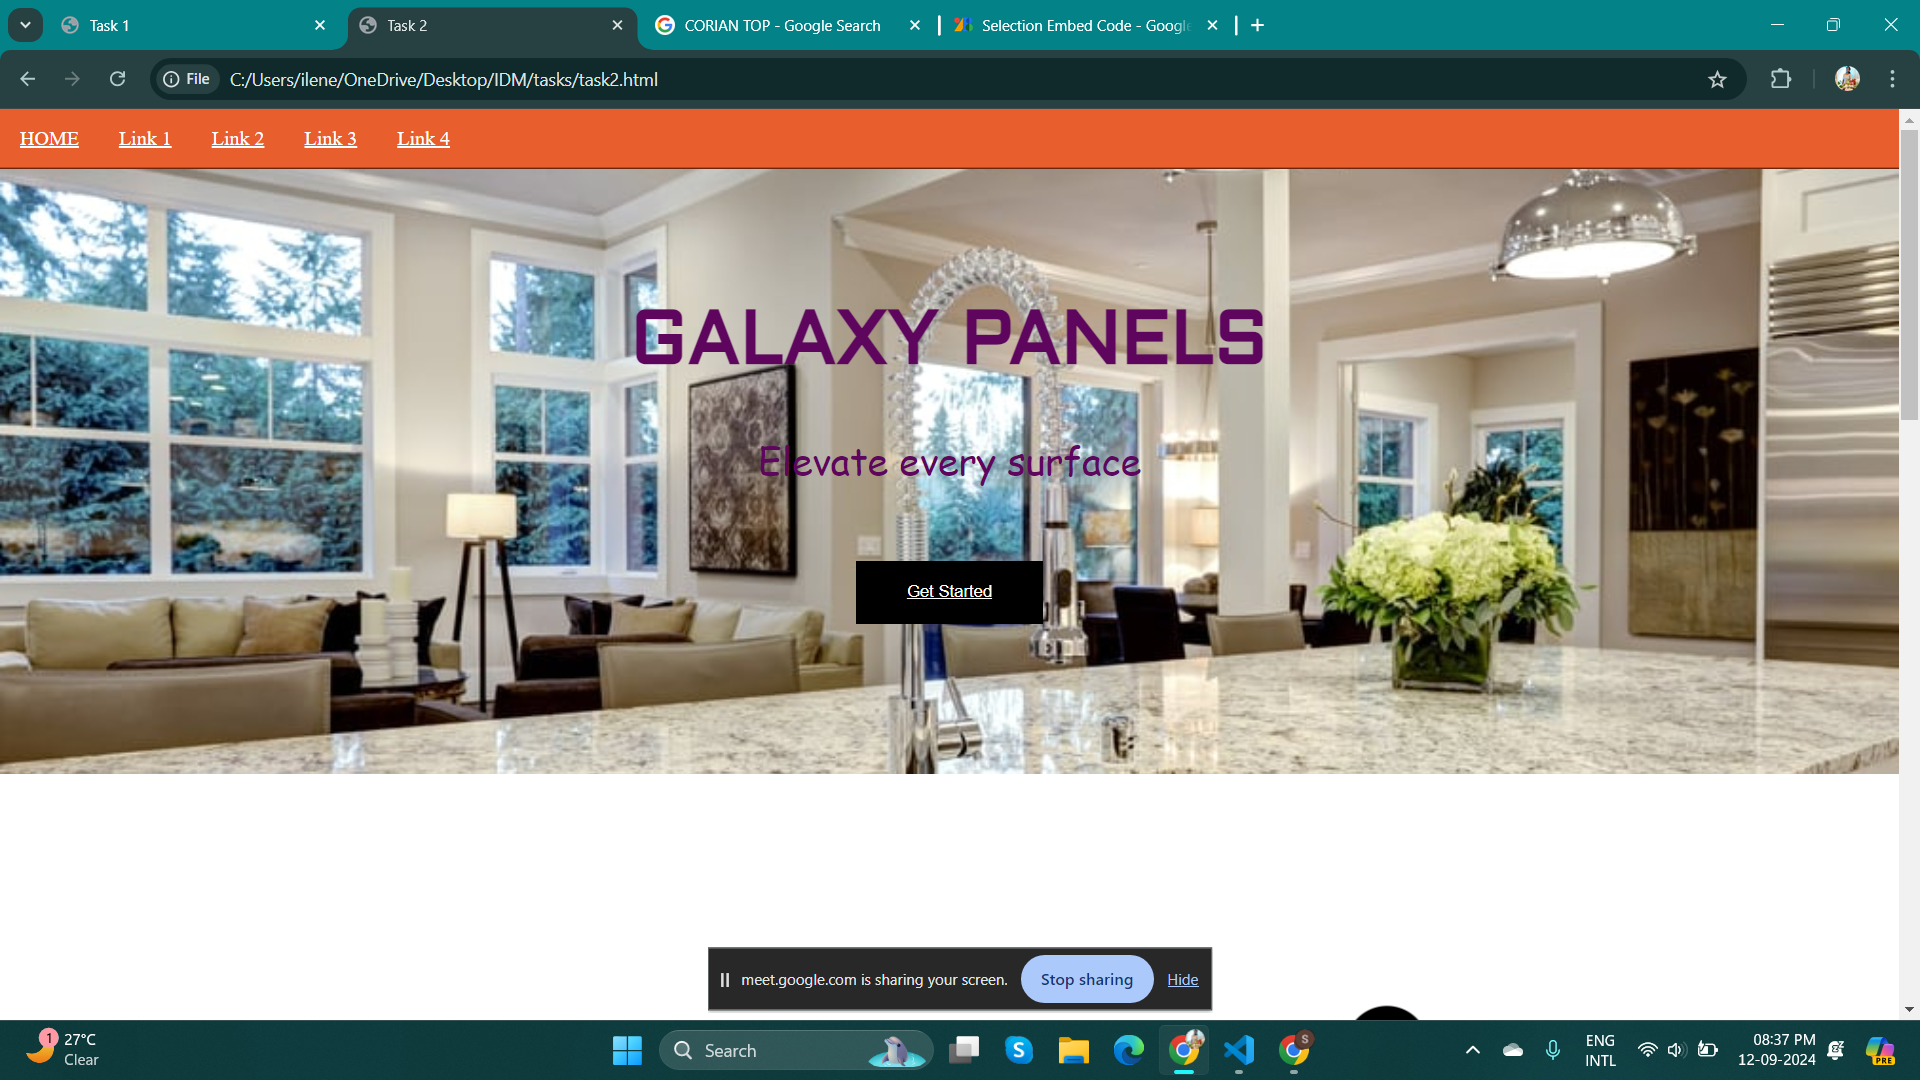 Task 1
Task 2
CORIAN TOP - Google Search
Selection Embed Code - Google
File
C:/Users/ilene/OneDrive/Desktop/IDM/tasks/task2.html
HOME
Link 1
Link 2
Link 3
Link 4
GALAXY PANELS
Elevate every surface
Get Started
meet.google.com is sharing your screen.
Stop sharing
Hide
1
27°C
Clear
Search
S
S
ENG
INTL
08:37 PM
12-09-2024
PRE